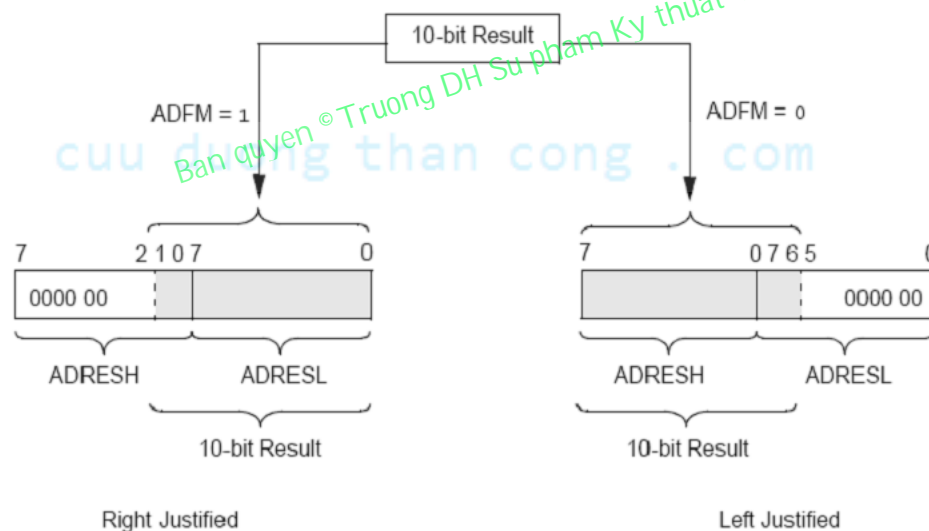 10-bit Result
ADFM = 1
ADFM = 0
Ban quyen © Truong DH Su pham Ky thuat
cuu duong than cong . com
7 2 1 0 7 0
7 0 7 6 5 0
0000 00
0000 00
ADRESH ADRESL
ADRESH ADRESL
10-bit Result
10-bit Result
Right Justified
Left Justified